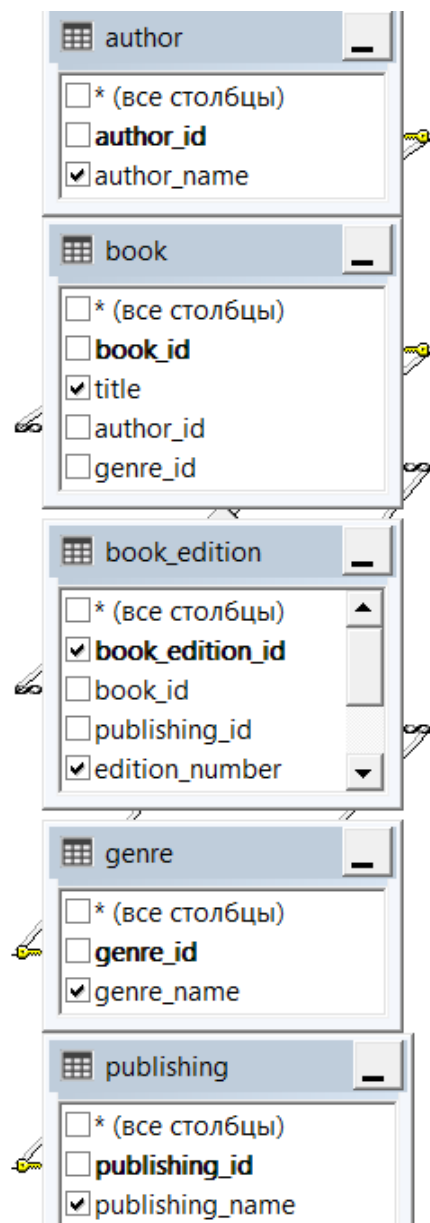 author
* (все столбцы)
author_id
author_name
book
* (все столбцы)
book_id
title
author_id
genre_id
book_edition
* (все столбцы)
book_edition_id
book_id
publishing_id
edition_number
genre
* (все столбцы)
genre_id
genre_name
publishing
* (все столбцы)
publishing_id
publishing_name